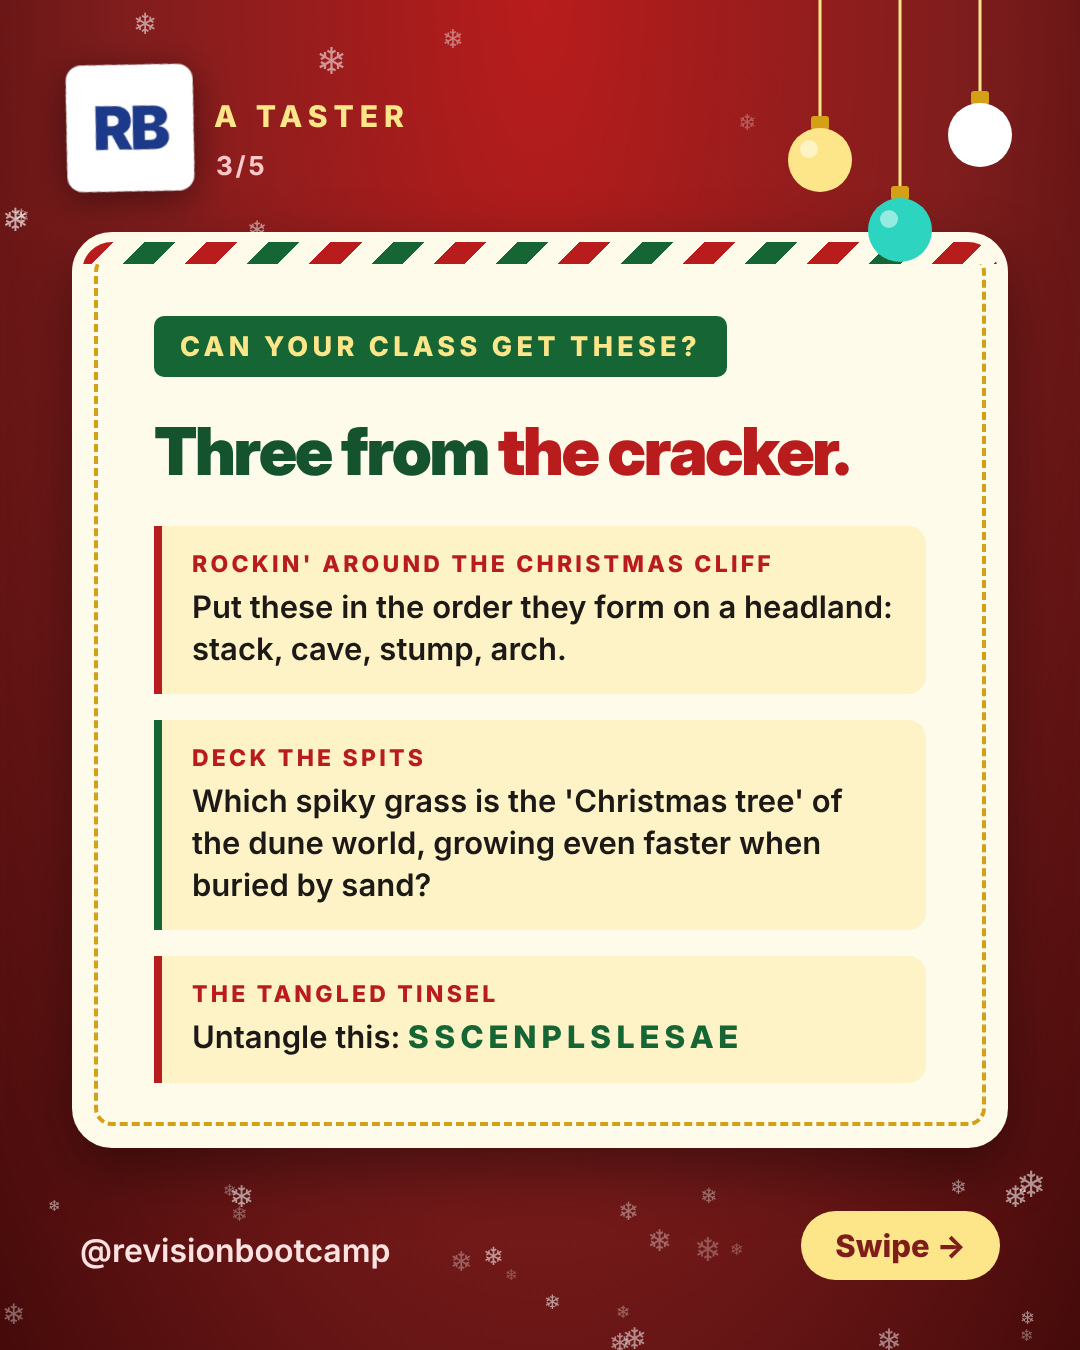 RB
A TASTER
3/5
CAN YOUR CLASS GET THESE?
Three from the cracker.
ROCKIN' AROUND THE CHRISTMAS CLIFF
Put these in the order they form on a headland:
stack, cave, stump, arch.
DECK THE SPITS
Which spiky grass is the 'Christmas tree' of
the dune world, growing even faster when
buried by sand?
THE TANGLED TINSEL
Untangle this: SSCENPLSLESAE
@revisionbootcamp
Swipe →